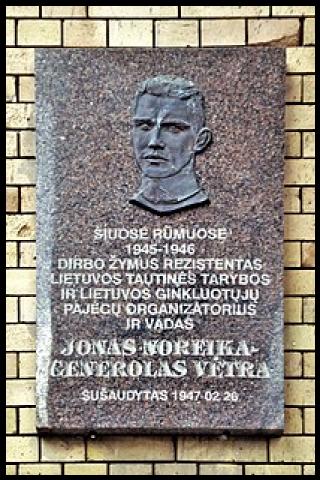 ŠIUOSE RŪMUOSE
1945-1946
DIRBO ŽYMUS REZISTENTAS
LIETUVOS TAUTINĖS TARYBOS
IR LIETUVOS GINKLUOTŲJŲ
PAJĖGŲ ORGANIZATORIUS
IR VADAS
JONAS NOREIKA-
GENEROLAS VĖTRA
SUŠAUDYTAS 1947 02 26